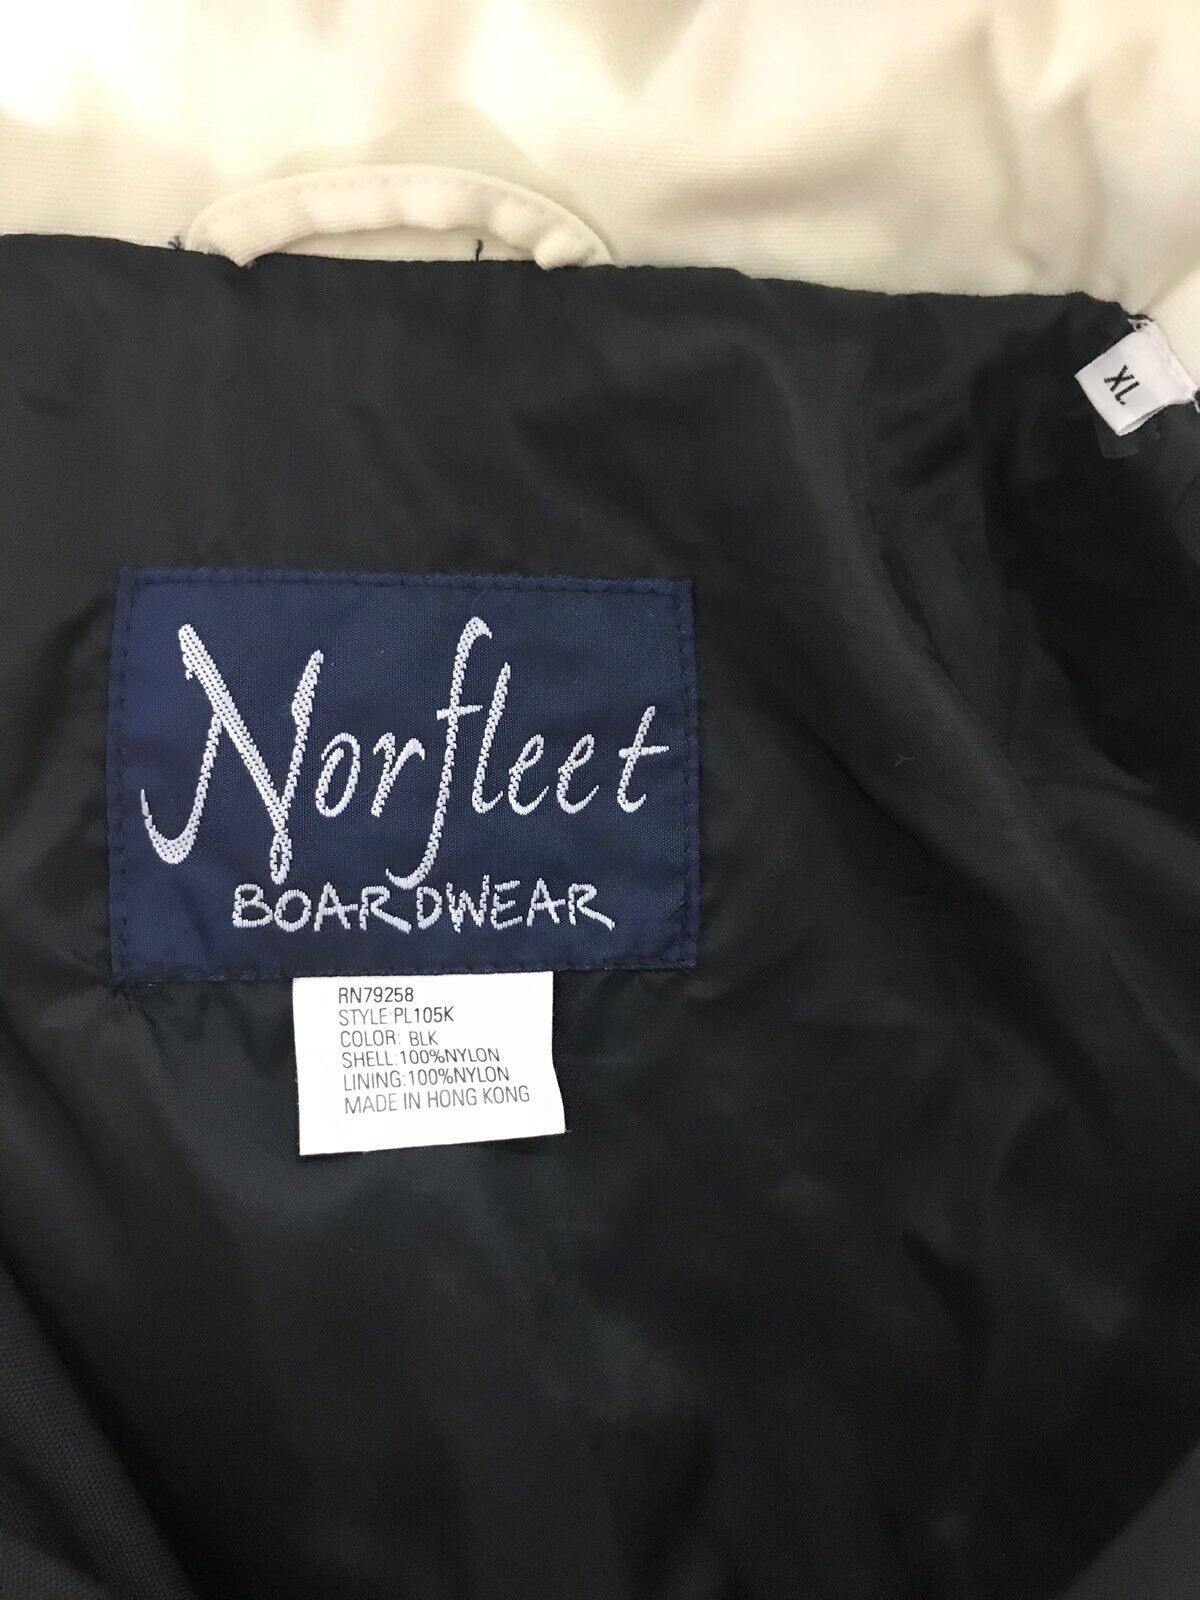 XL
Norfleet
BOARDWEAR
RN79258
STYLE:PL105K
COLOR: BLK
SHELL:100%NYLON
LINING:100%NYLON
MADE IN HONG KONG